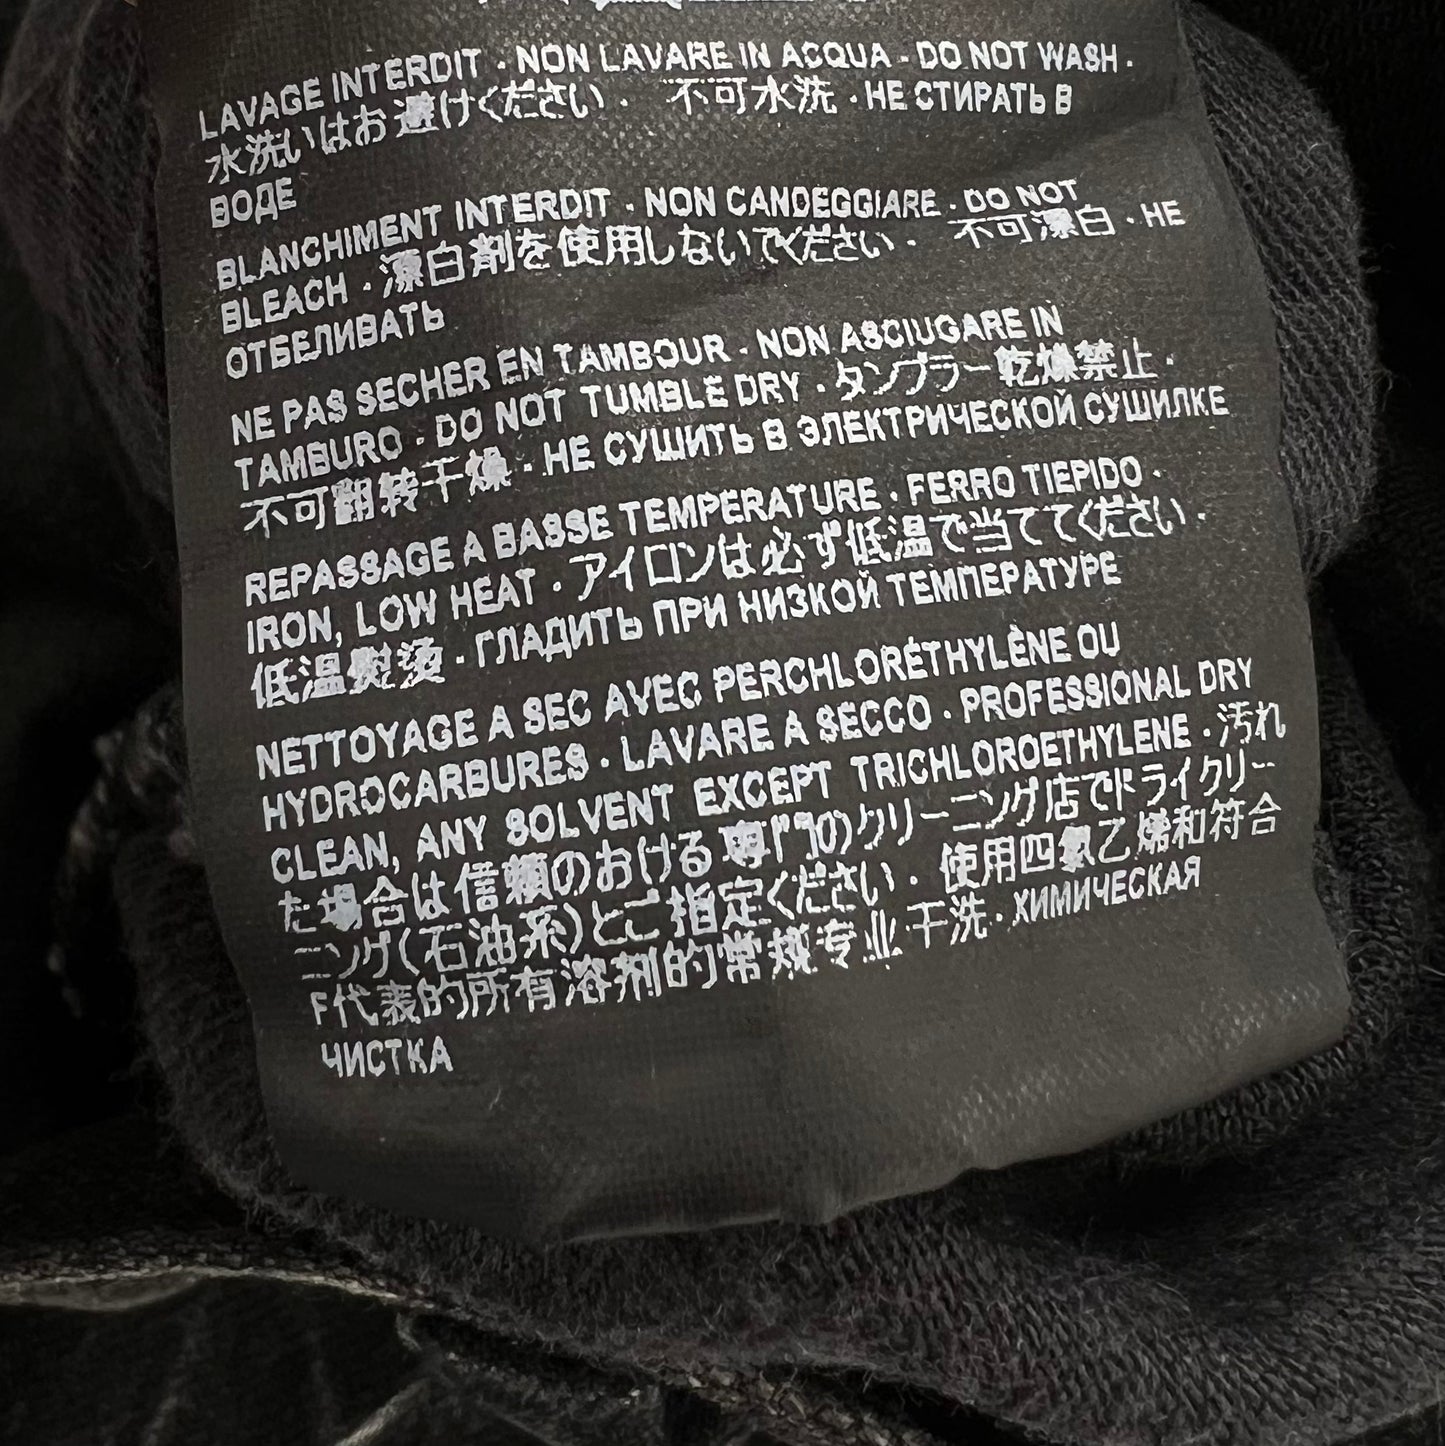 LAVAGE INTERDIT · NON LAVARE IN ACQUA - DO NOT WASH ·
水洗いはお避けください · 不可水洗 · НЕ СТИРАТЬ В
ВОДЕ
BLANCHIMENT INTERDIT · NON CANDEGGIARE · DO NOT
BLEACH · 漂白剤を使用しないでください · 不可漂白 · НЕ
ОТБЕЛИВАТЬ
NE PAS SECHER EN TAMBOUR · NON ASCIUGARE IN
TAMBURO · DO NOT TUMBLE DRY · タンブラー乾燥禁止 ·
不可翻转干燥 · НЕ СУШИТЬ В ЭЛЕКТРИЧЕСКОЙ СУШИЛКЕ
REPASSAGE A BASSE TEMPERATURE · FERRO TIEPIDO ·
IRON, LOW HEAT · アイロンは必ず低温で当ててください ·
低温熨烫 · ГЛАДИТЬ ПРИ НИЗКОЙ ТЕМПЕРАТУРЕ
NETTOYAGE A SEC AVEC PERCHLORÉTHYLÈNE OU
HYDROCARBURES · LAVARE A SECCO · PROFESSIONAL DRY
CLEAN, ANY SOLVENT EXCEPT TRICHLOROETHYLENE · 汚れ
た場合は信頼のおける専門のクリーニング店でドライクリー
ニング(石油系)とご指定ください · 使用四氯乙烯和符合
F代表的所有溶剂的常规专业干洗 · ХИМИЧЕСКАЯ
ЧИСТКА